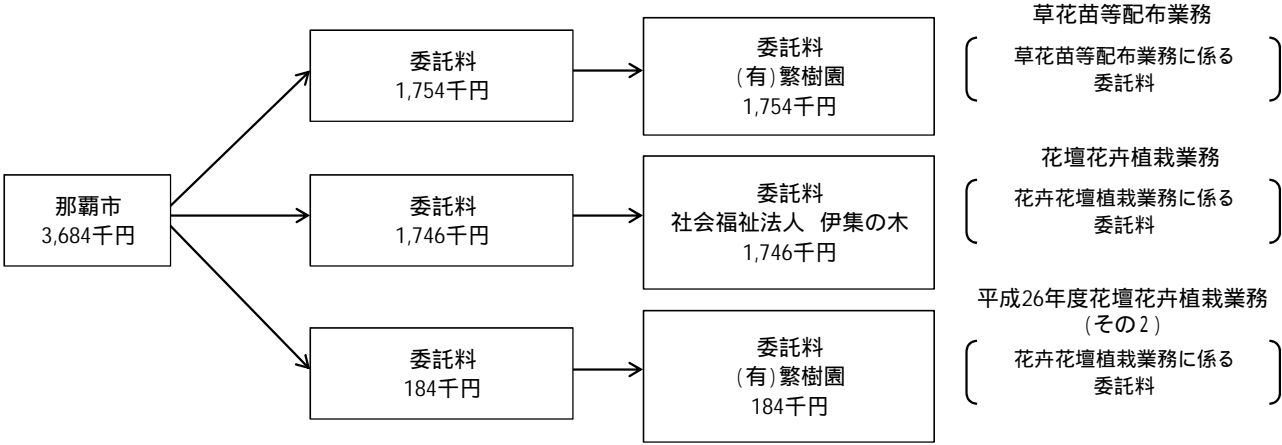 那覇市
3,684千円
委託料
1,754千円
委託料
(有)繁樹園
1,754千円
草花苗等配布業務
草花苗等配布業務に係る
委託料
委託料
1,746千円
委託料
社会福祉法人 伊集の木
1,746千円
花壇花卉植栽業務
花卉花壇植栽業務に係る
委託料
委託料
184千円
委託料
(有)繁樹園
184千円
平成26年度花壇花卉植栽業務
(その2)
花卉花壇植栽業務に係る
委託料